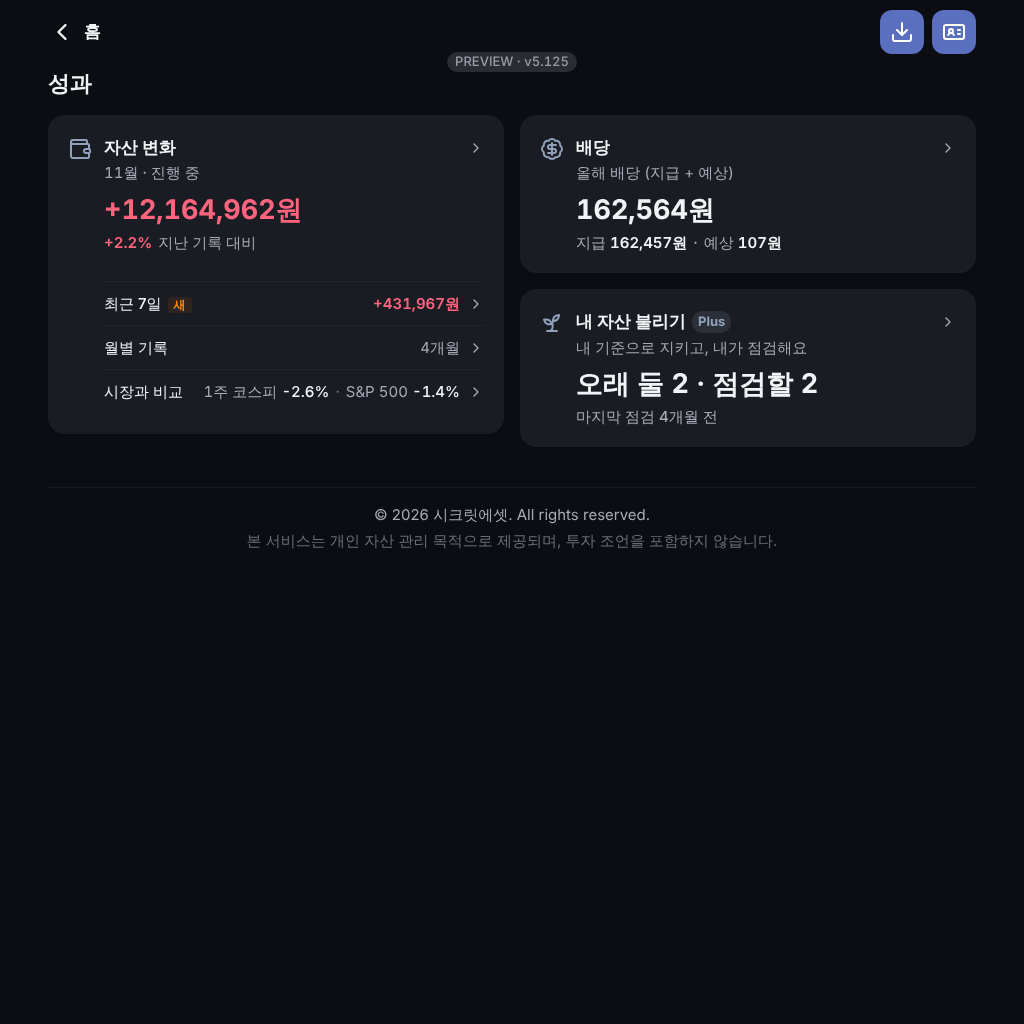 홈
PREVIEW · v5.125
성과
자산 변화
11월 · 진행 중
+12,164,962원
+2.2% 지난 기록 대비
최근 7일 새 +431,967원
월별 기록 4개월
시장과 비교 1주 코스피 -2.6% · S&P 500 -1.4%
배당
올해 배당 (지급 + 예상)
162,564원
지급 162,457원 · 예상 107원
내 자산 불리기 Plus
내 기준으로 지키고, 내가 점검해요
오래 둘 2 · 점검할 2
마지막 점검 4개월 전
© 2026 시크릿에셋. All rights reserved.
본 서비스는 개인 자산 관리 목적으로 제공되며, 투자 조언을 포함하지 않습니다.